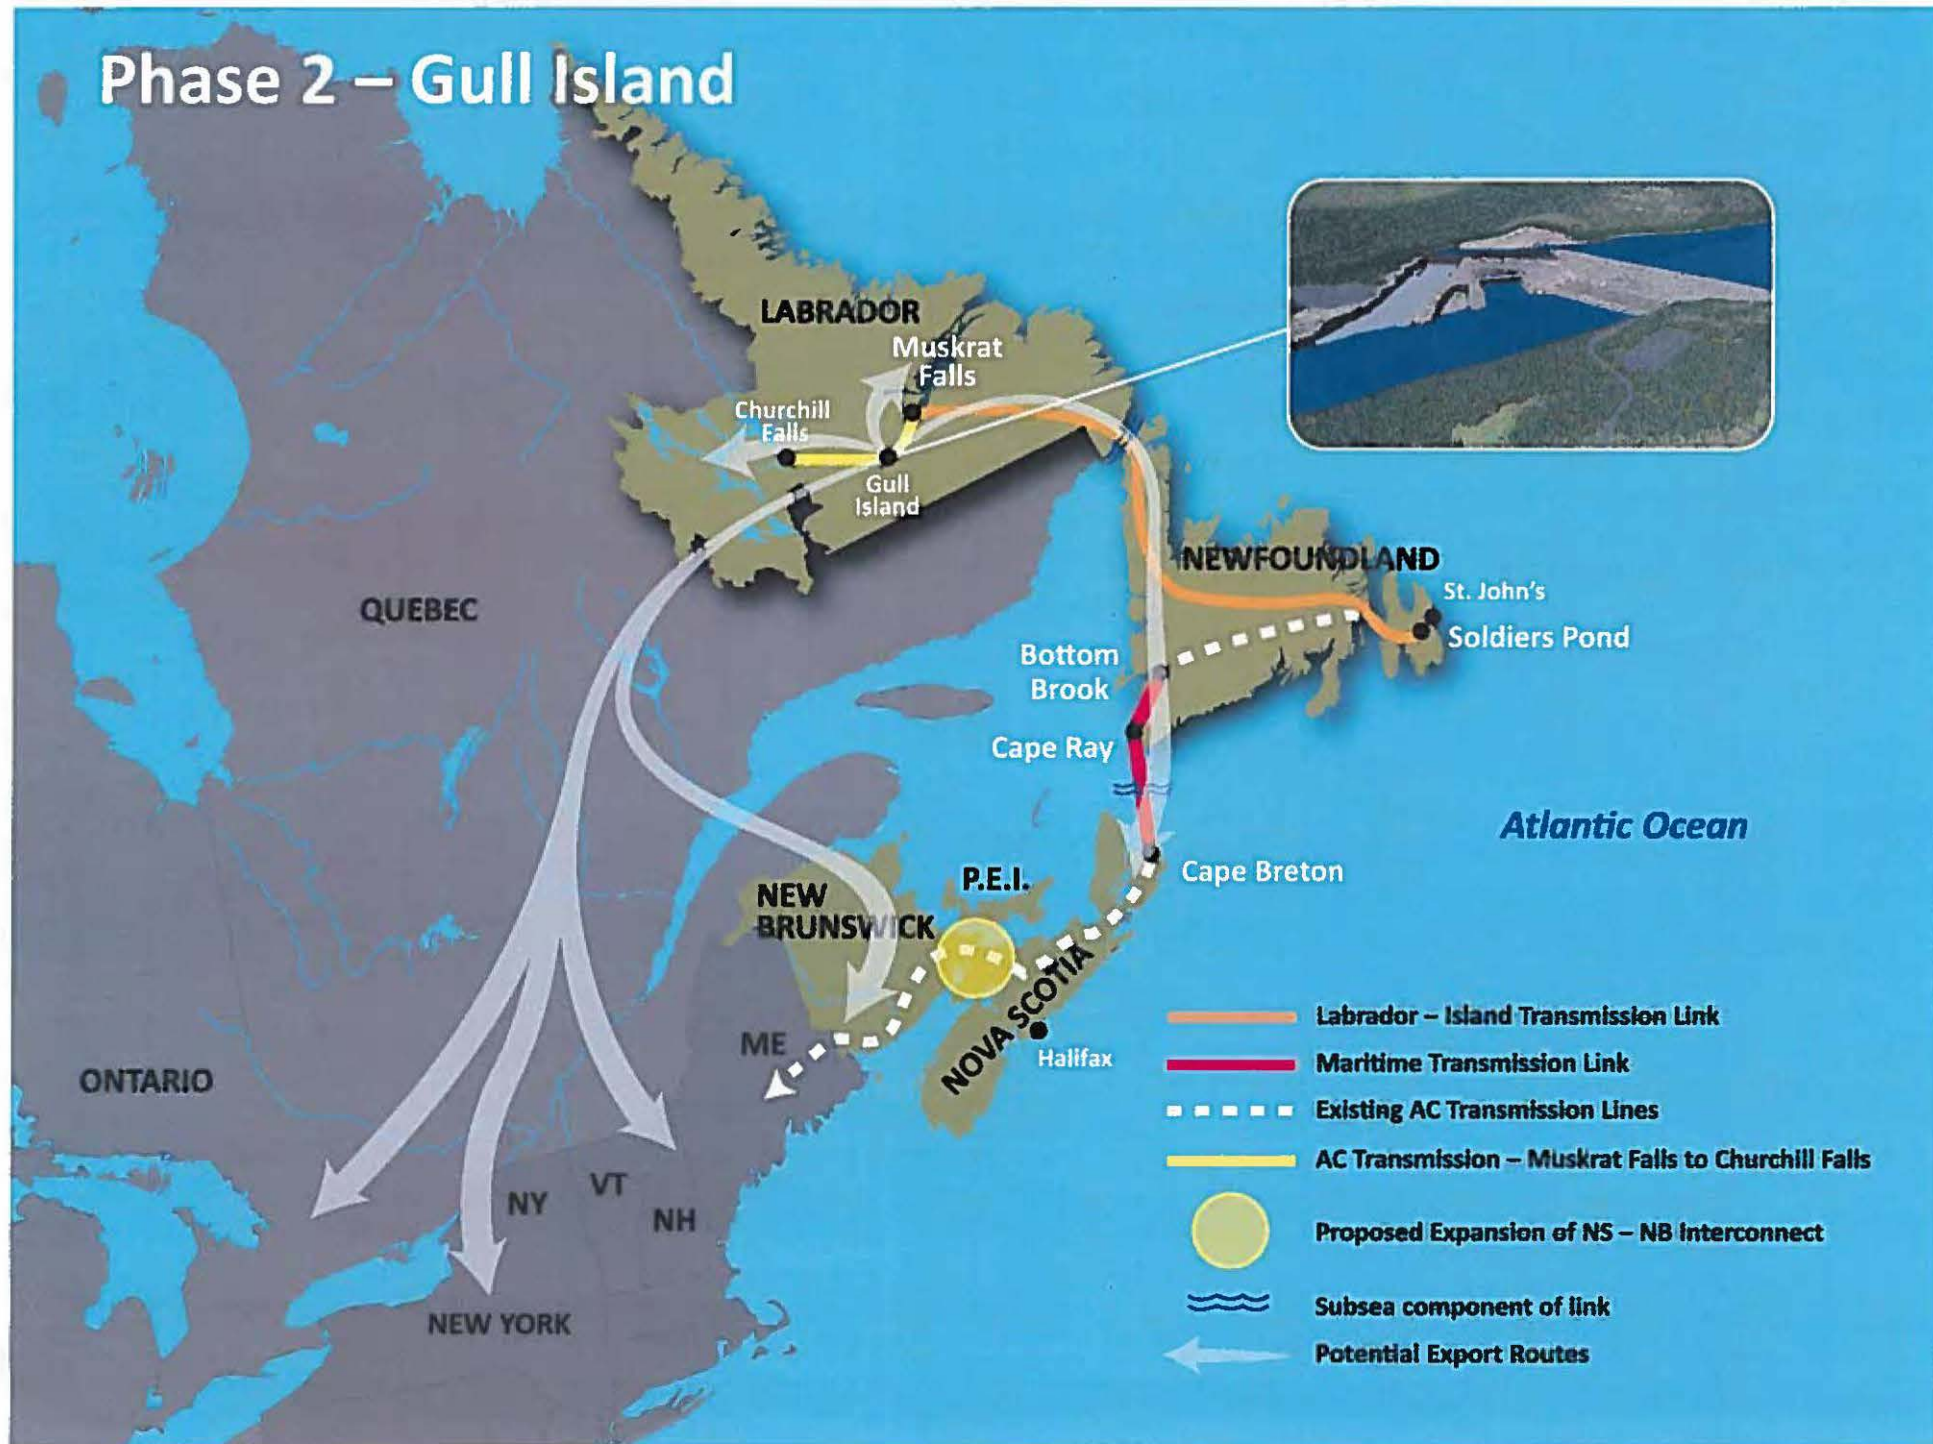 Phase 2 – Gull Island
LABRADOR
Muskrat
Falls
Churchill
Falls
Gull
Island
QUEBEC
NEWFOUNDLAND
St. John's
Soldiers Pond
Bottom
Brook
Cape Ray
Atlantic Ocean
Cape Breton
P.E.I.
NEW
BRUNSWICK
NOVA SCOTIA
Halifax
ME
ONTARIO
NY
VT
NH
NEW YORK
Labrador – Island Transmission Link
Maritime Transmission Link
Existing AC Transmission Lines
AC Transmission – Muskrat Falls to Churchill Falls
Proposed Expansion of NS – NB Interconnect
Subsea component of link
Potential Export Routes